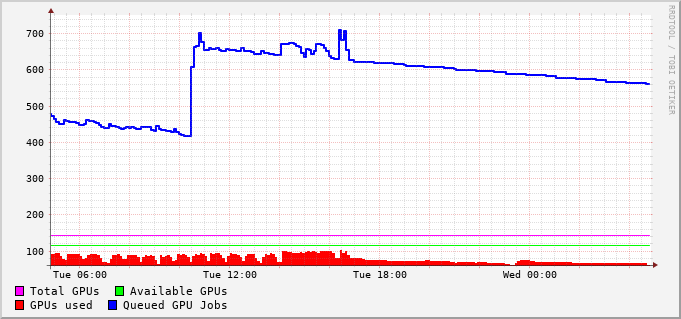 700
600
500
400
300
200
100
Tue 06:00 Tue 12:00 Tue 18:00 Wed 00:00
Total GPUs Available GPUs
GPUs used Queued GPU Jobs
RRDTOOL / TOBI OETIKER